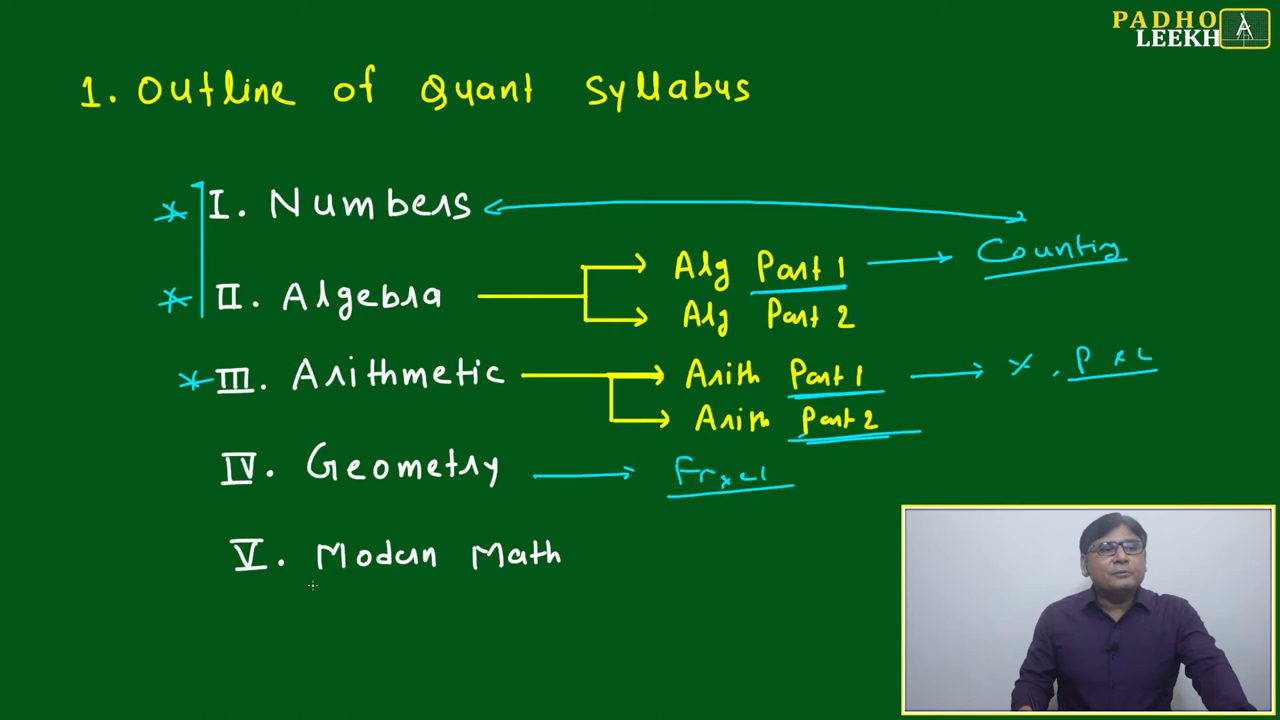 PADHO
LEEKH
1. Outline of Quant Syllabus
I. Numbers
Counting
II. Algebra
Alg Part 1
Alg Part 2
III. Arithmetic
Arith Part 1
Arith Part 2
IV. Geometry
V. Modern Math